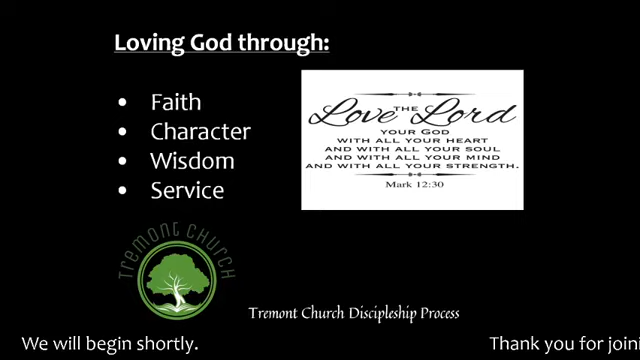 Loving God through:
• Faith
• Character
• Wisdom
• Service
Love THE Lord
YOUR GOD
WITH ALL YOUR HEART
AND WITH ALL YOUR SOUL
AND WITH ALL YOUR MIND
AND WITH ALL YOUR STRENGTH.
Mark 12:30
TREMONT CHURCH
Tremont Church Discipleship Process
We will begin shortly.
Thank you for joini